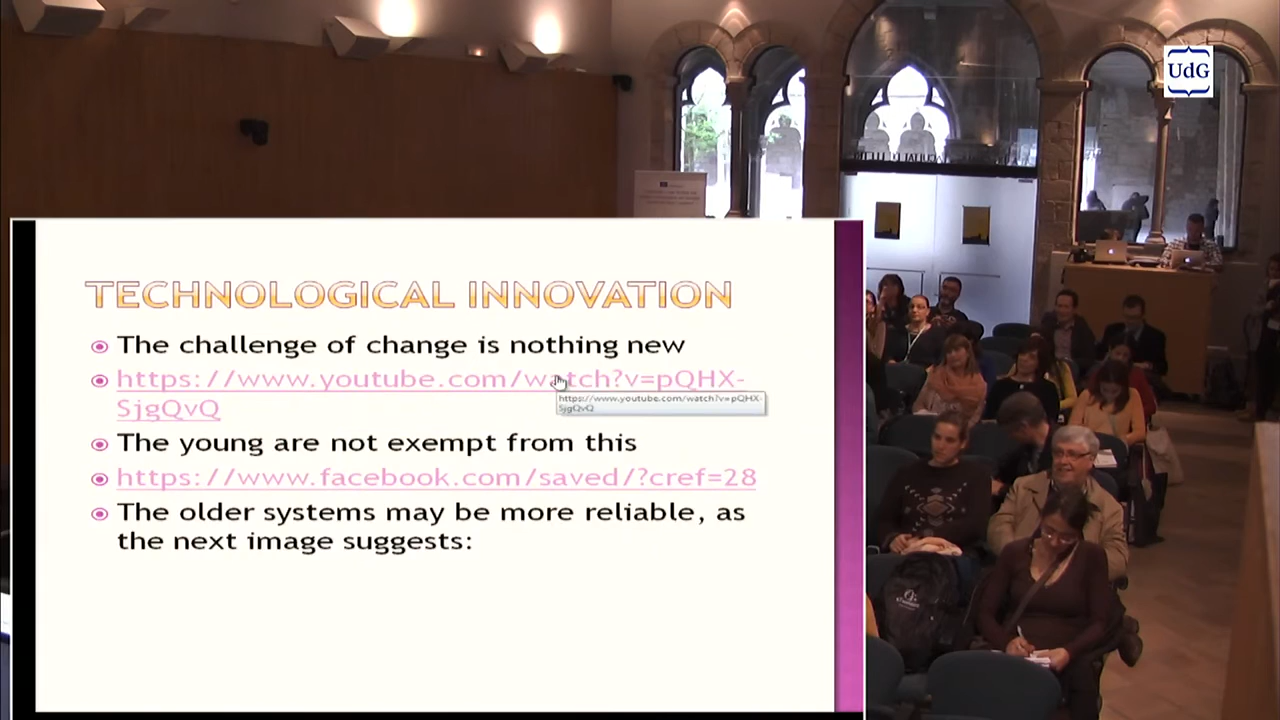 UdG
TECHNOLOGICAL INNOVATION
The challenge of change is nothing new
https://www.youtube.com/watch?v=pQHX-
SjgQvQ
https://www.youtube.com/watch?v=pQHX-
SjgQvQ
The young are not exempt from this
https://www.facebook.com/saved/?cref=28
The older systems may be more reliable, as
the next image suggests: